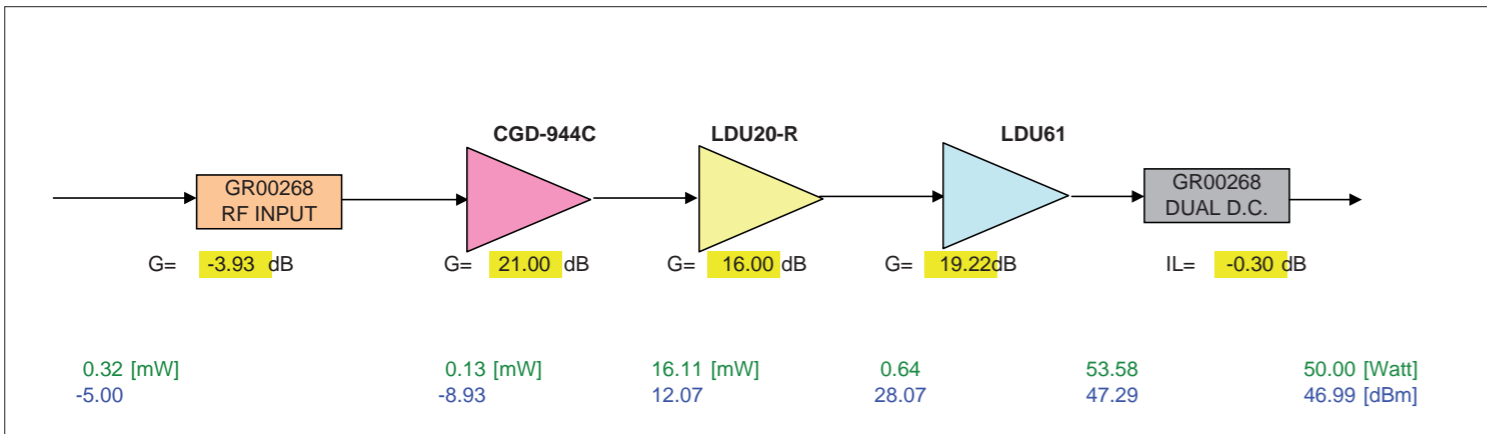 CGD-944C LDU20-R LDU61
GR00268
RF INPUT
GR00268
DUAL D.C.
G= -3.93 dB G= 21.00 dB G= 16.00 dB G= 19.22dB IL= -0.30 dB
0.32 [mW] 0.13 [mW] 16.11 [mW] 0.64 53.58 50.00 [Watt]
-5.00 -8.93 12.07 28.07 47.29 46.99 [dBm]